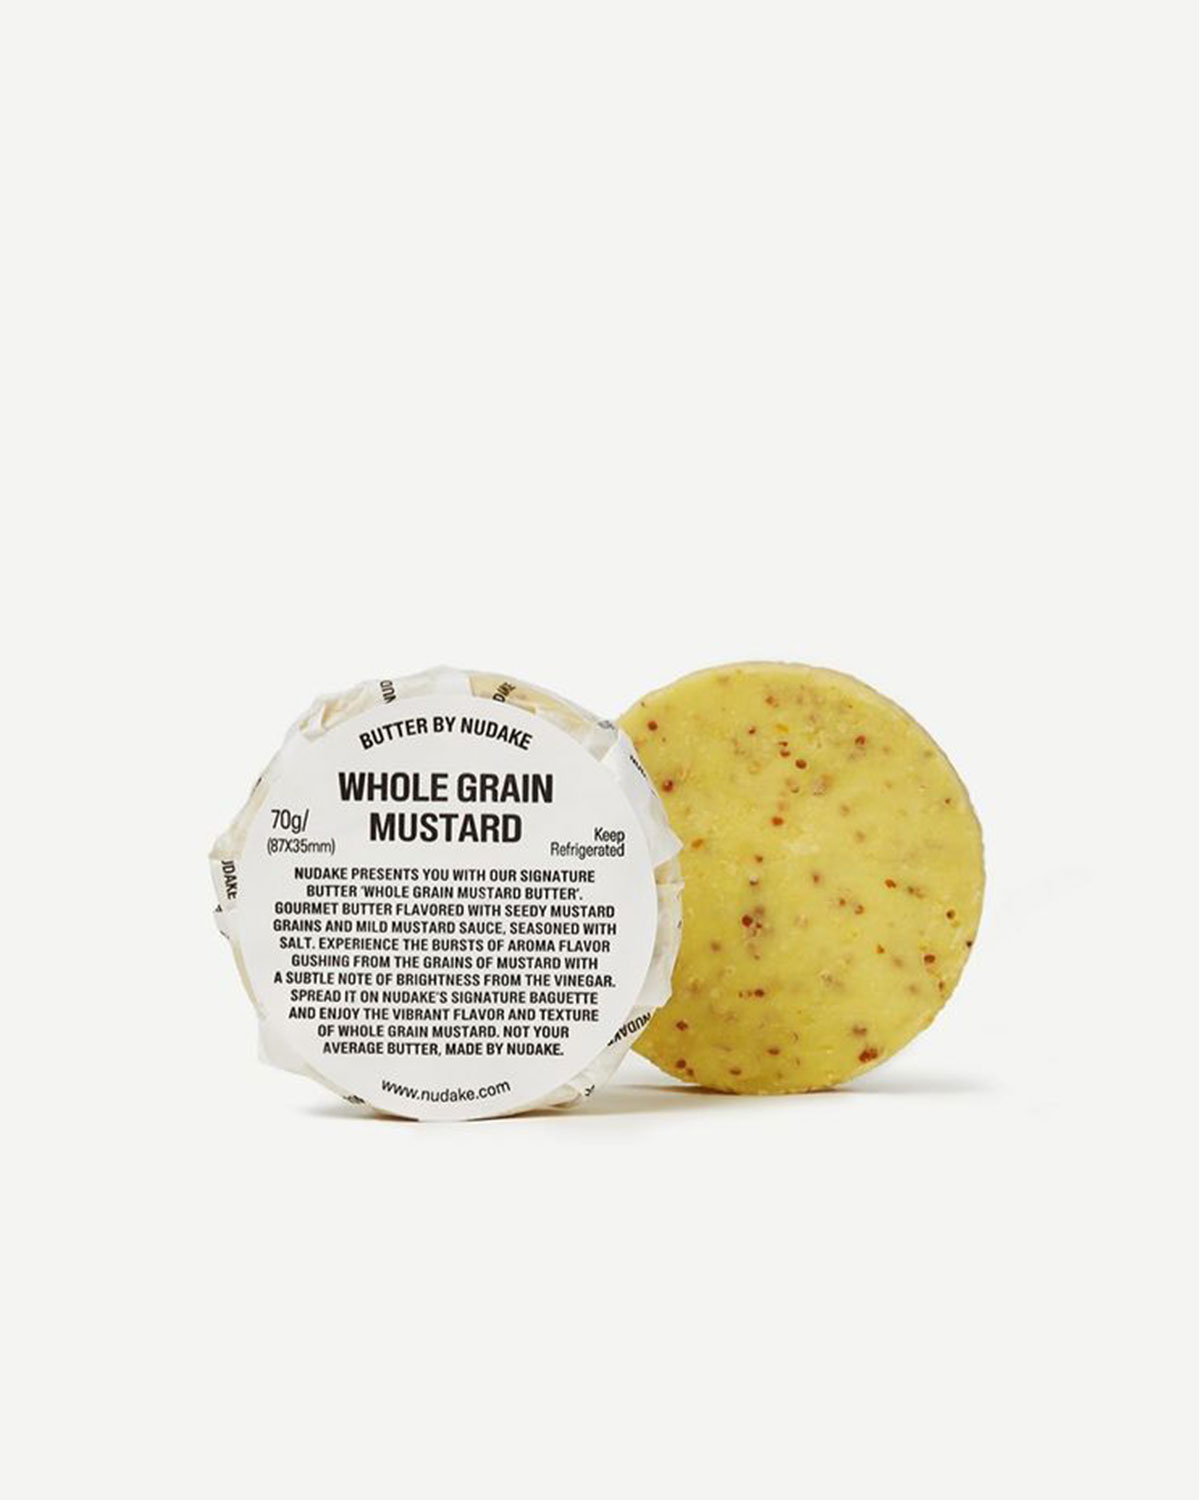 BUTTER BY NUDAKE
WHOLE GRAIN
MUSTARD
70g/
(87X35mm)
Keep
Refrigerated
NUDAKE PRESENTS YOU WITH OUR SIGNATURE
BUTTER 'WHOLE GRAIN MUSTARD BUTTER'.
GOURMET BUTTER FLAVORED WITH SEEDY MUSTARD
GRAINS AND MILD MUSTARD SAUCE, SEASONED WITH
SALT. EXPERIENCE THE BURSTS OF AROMA FLAVOR
GUSHING FROM THE GRAINS OF MUSTARD WITH
A SUBTLE NOTE OF BRIGHTNESS FROM THE VINEGAR.
SPREAD IT ON NUDAKE'S SIGNATURE BAGUETTE
AND ENJOY THE VIBRANT FLAVOR AND TEXTURE
OF WHOLE GRAIN MUSTARD. NOT YOUR
AVERAGE BUTTER, MADE BY NUDAKE.
www.nudake.com